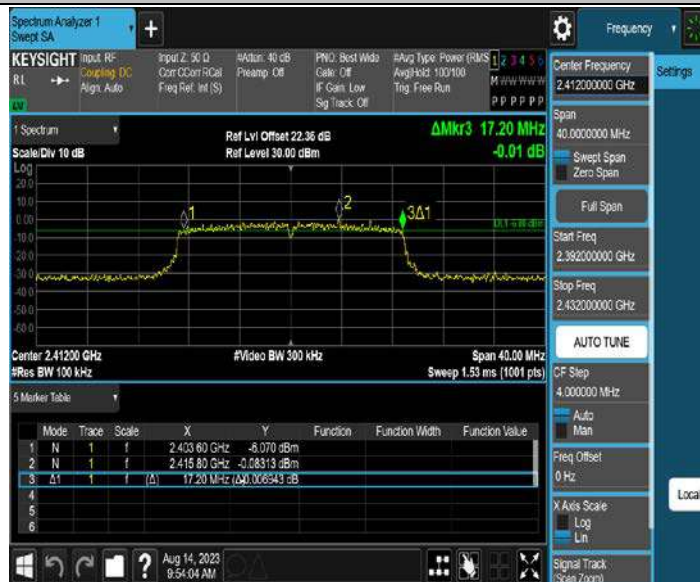 Spectrum Analyzer 1
Swept SA
+
Frequency
KEYSIGHT
RL
Input: RF
Coupling: DC
Align: Auto
Input Z: 50 Ω
Corr CCorr RCal
Freq Ref: Int (S)
#Atten: 40 dB
Preamp: Off
PNO: Best Wide
Gate: Off
IF Gain: Low
Sig Track: Off
#Avg Type: Power (RMS
Avg|Hold: 100/100
Trig: Free Run
1 2 3 4 5 6
M W W W W W
P P P P P P
1 Spectrum
Scale/Div 10 dB
Ref Lvl Offset 22.36 dB
Ref Level 30.00 dBm
ΔMkr3 17.20 MHz
-0.01 dB
Log
20.0
10.0
0.00
-10.0
-20.0
-30.0
-40.0
-50.0
-60.0
1
2
3Δ1
Center 2.41200 GHz
#Res BW 100 kHz
#Video BW 300 kHz
Span 40.00 MHz
Sweep 1.53 ms (1001 pts)
5 Marker Table
Mode Trace Scale X Y Function Function Width Function Value
1 N 1 f 2.403 60 GHz -6.070 dBm
2 N 1 f 2.415 80 GHz -0.08313 dBm
3 Δ1 1 f (Δ) 17.20 MHz (Δ) -0.006943 dB
4
5
6
?
Aug 14, 2023
9:54:04 AM
Center Frequency
2.412000000 GHz
Settings
Span
40.0000000 MHz
Swept Span
Zero Span
Full Span
Start Freq
2.392000000 GHz
Stop Freq
2.432000000 GHz
AUTO TUNE
CF Step
4.000000 MHz
Auto
Man
Freq Offset
0 Hz
X Axis Scale
Log
Lin
Local
Signal Track
(Span Zoom)